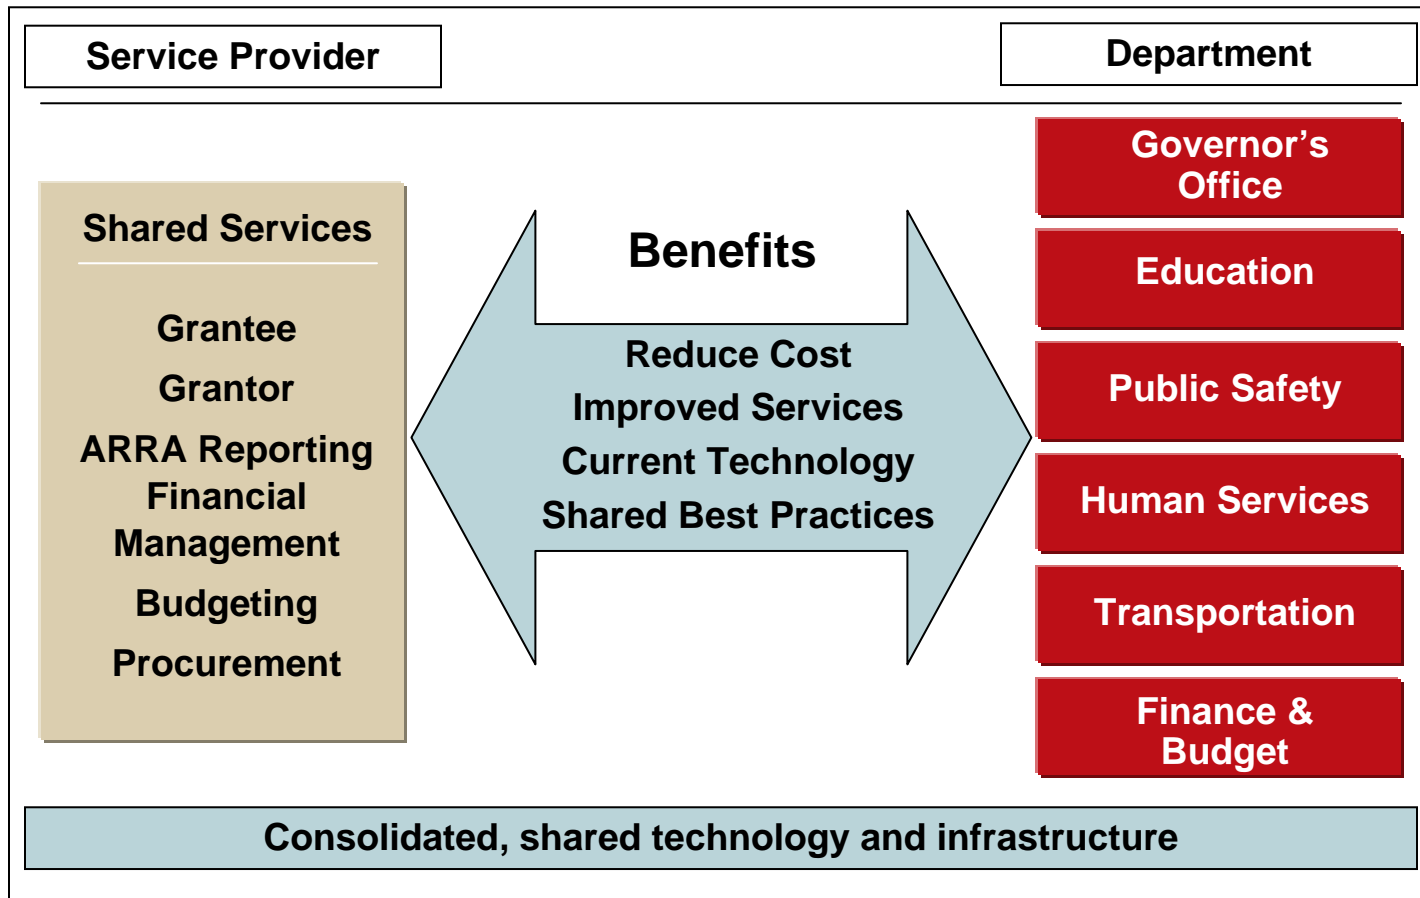 Service Provider
Department
Shared Services
Grantee
Grantor
ARRA Reporting
Financial
Management
Budgeting
Procurement
Benefits
Reduce Cost
Improved Services
Current Technology
Shared Best Practices
Governor’s
Office
Education
Public Safety
Human Services
Transportation
Finance &
Budget
Consolidated, shared technology and infrastructure